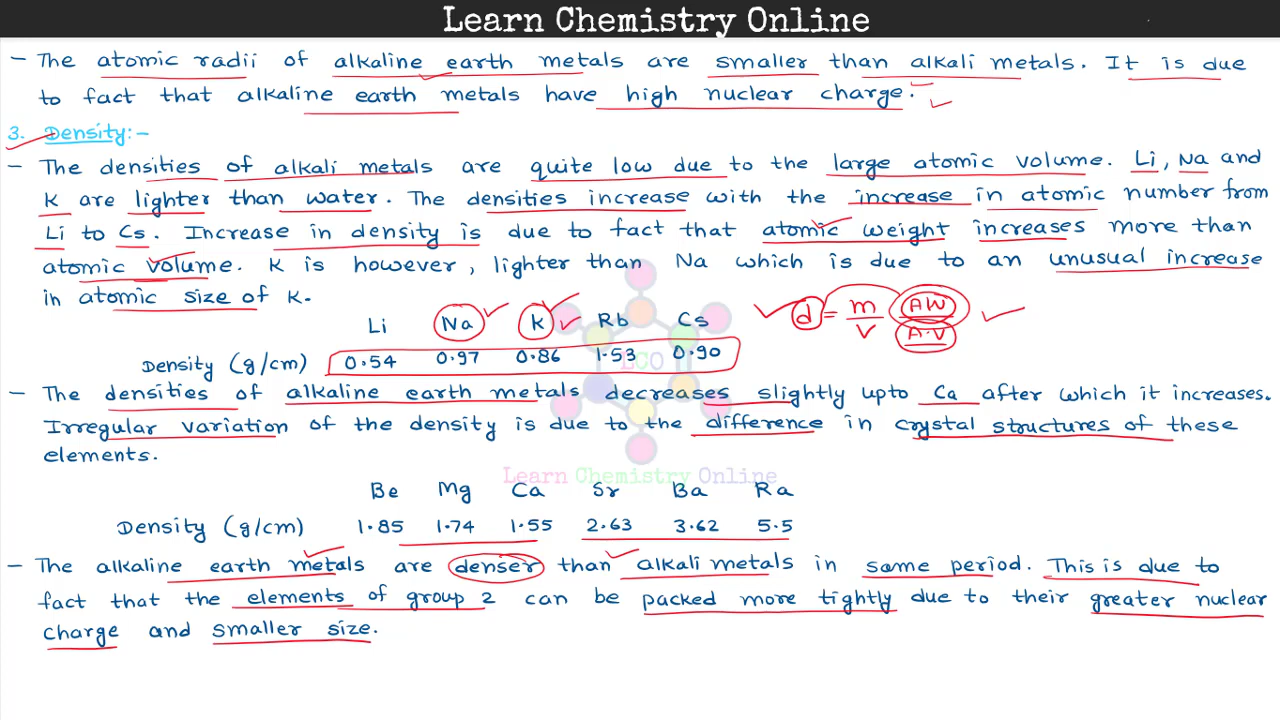 Learn Chemistry Online
- The atomic radii of alkaline earth metals are smaller than alkali metals. It is due
to fact that alkaline earth metals have high nuclear charge.
3. Density:-
- The densities of alkali metals are quite low due to the large atomic volume. Li, Na and
K are lighter than water. The densities increase with the increase in atomic number from
Li to Cs. Increase in density is due to fact that atomic weight increases more than
atomic volume. K is however, lighter than Na which is due to an unusual increase
in atomic size of K.
Li Na K Rb Cs
d = m/V AW/A.V
Density (g/cm) 0.54 0.97 0.86 1.53 0.90
ECO
- The densities of alkaline earth metals decreases slightly upto Ca after which it increases.
Irregular variation of the density is due to the difference in crystal structures of these
elements.
Learn Chemistry Online
Be Mg Ca Sr Ba Ra
Density (g/cm) 1.85 1.74 1.55 2.63 3.62 5.5
- The alkaline earth metals are denser than alkali metals in same period. This is due to
fact that the elements of group 2 can be packed more tightly due to their greater nuclear
charge and smaller size.